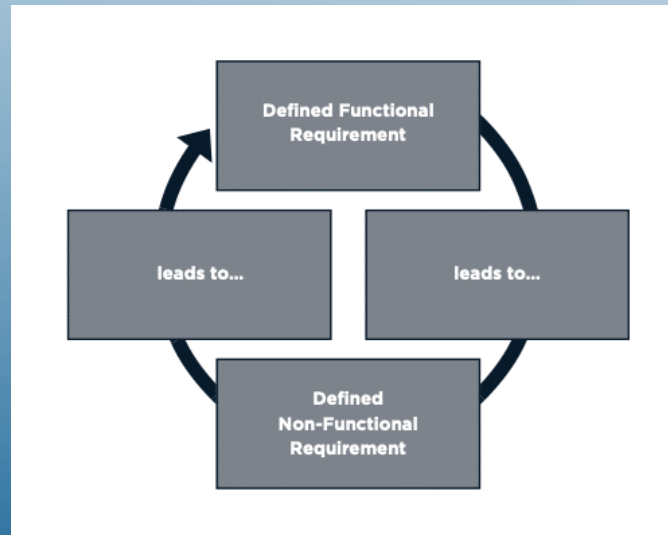 Defined Functional
Requirement
leads to...
leads to...
Defined
Non-Functional
Requirement